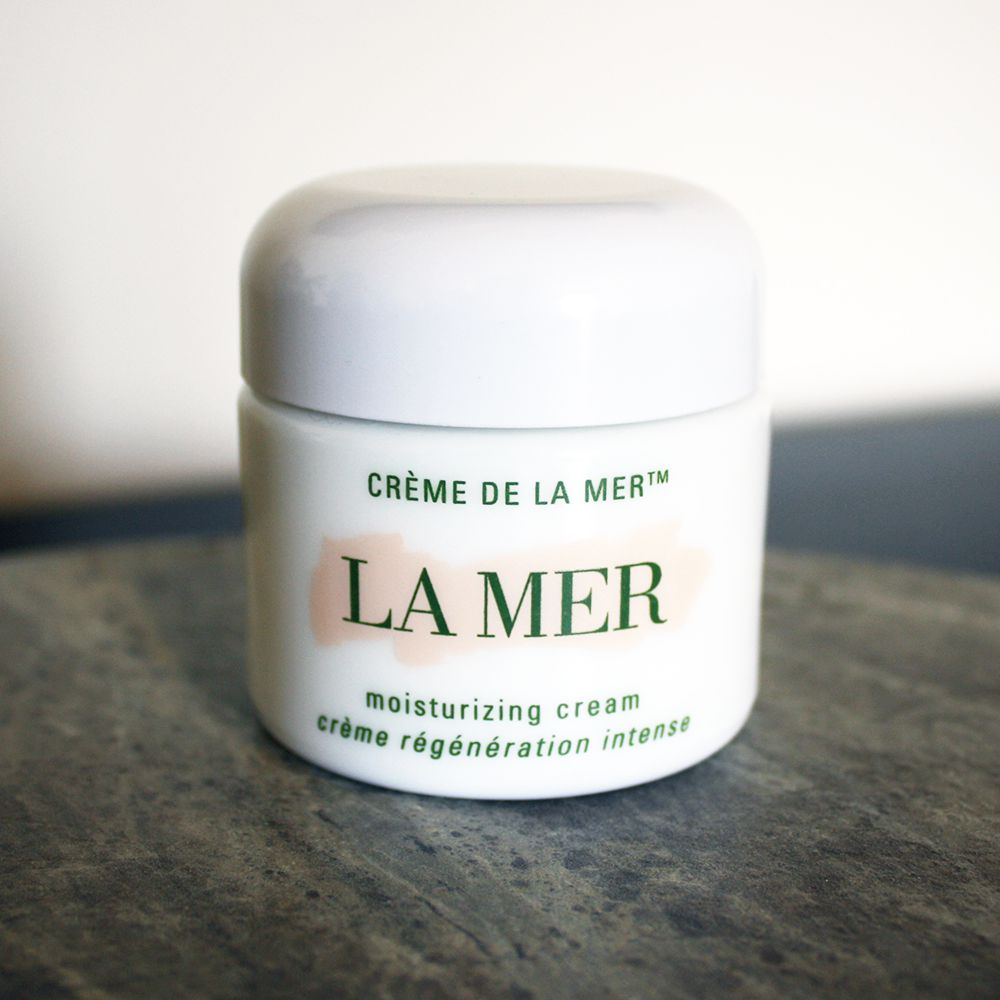 CRÈME DE LA MER™
LA MER
moisturizing cream
crème régénération intense